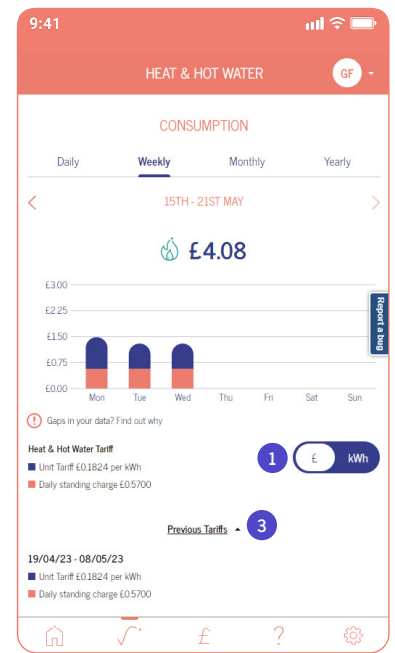 9:41
HEAT & HOT WATER
GF
CONSUMPTION
Daily Weekly Monthly Yearly
15TH - 21ST MAY
£4.08
£3.00
£2.25
£1.50
£0.75
£0.00
Mon Tue Wed Thu Fri Sat Sun
Report a bug
Gaps in your data? Find out why
Heat & Hot Water Tariff
Unit Tariff £0.1824 per kWh
Daily standing charge £0.5700
1
£ kWh
Previous Tariffs
3
19/04/23 - 08/05/23
Unit Tariff £0.1824 per kWh
Daily standing charge £0.5700
£ ?